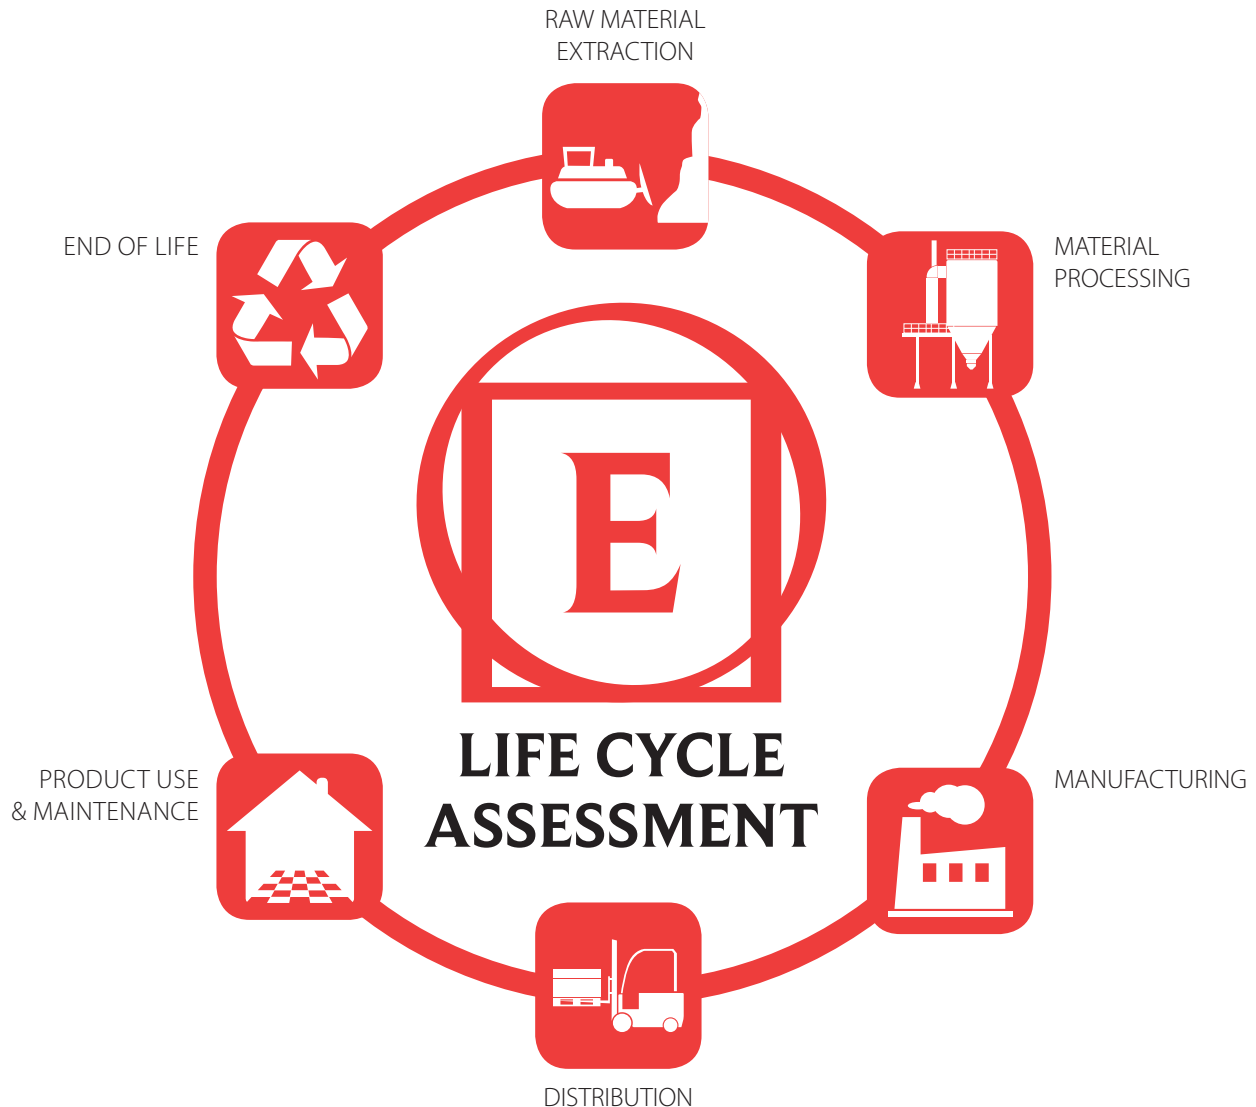 RAW MATERIAL
EXTRACTION
MATERIAL
PROCESSING
MANUFACTURING
DISTRIBUTION
PRODUCT USE
& MAINTENANCE
END OF LIFE
E
LIFE CYCLE
ASSESSMENT